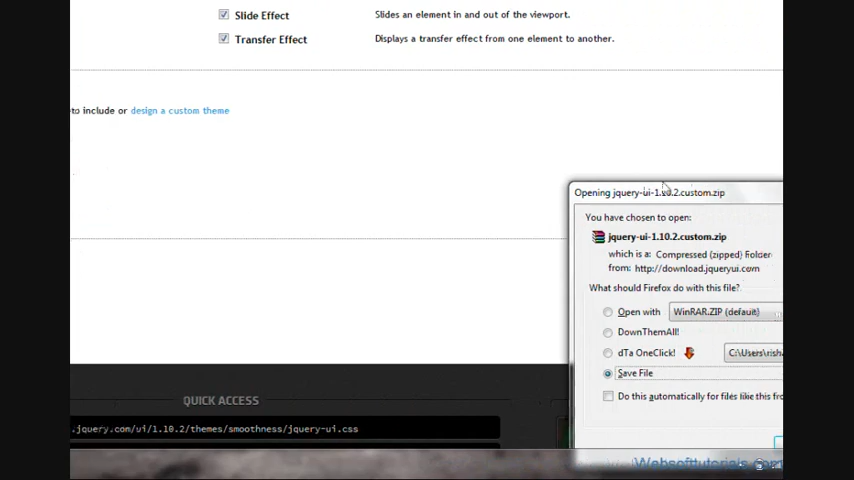 Slide Effect Slides an element in and out of the viewport.
Transfer Effect Displays a transfer effect from one element to another.
to include or design a custom theme
Opening jquery-ui-1.10.2.custom.zip
You have chosen to open:
jquery-ui-1.10.2.custom.zip
which is a: Compressed (zipped) Folder
from: http://download.jqueryui.com
What should Firefox do with this file?
Open with WinRAR.ZIP (default)
DownThemAll!
dTa OneClick! C:\Users\risha
Save File
Do this automatically for files like this fro
QUICK ACCESS
.jquery.com/ui/1.10.2/themes/smoothness/jquery-ui.css
Websofttutorials.com